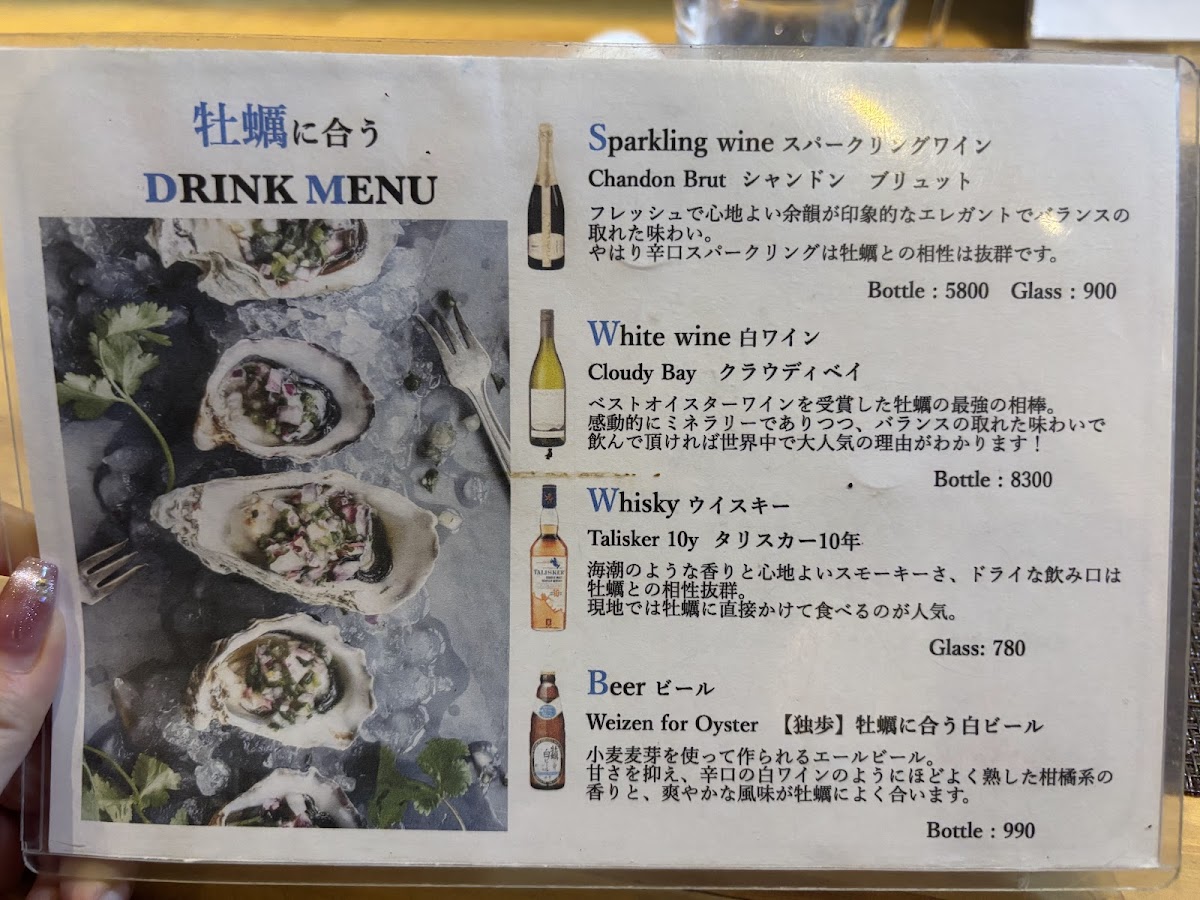 牡蠣に合う
DRINK MENU
Sparkling wine スパークリングワイン
Chandon Brut シャンドン ブリュット
フレッシュで心地よい余韻が印象的なエレガントでバランスの
取れた味わい。
やはり辛口スパークリングは牡蠣との相性は抜群です。
Bottle : 5800 Glass : 900
White wine 白ワイン
Cloudy Bay クラウディベイ
ベストオイスターワインを受賞した牡蠣の最強の相棒。
感動的にミネラリーでありつつ、バランスの取れた味わいで
飲んで頂ければ世界中で大人気の理由がわかります！
Bottle : 8300
Whisky ウイスキー
Talisker 10y タリスカー10年
海潮のような香りと心地よいスモーキーさ、ドライな飲み口は
牡蠣との相性抜群。
現地では牡蠣に直接かけて食べるのが人気。
Glass: 780
TALISKER
Beer ビール
Weizen for Oyster 【独歩】牡蠣に合う白ビール
小麦麦芽を使って作られるエールビール。
甘さを抑え、辛口の白ワインのようにほどよく熟した柑橘系の
香りと、爽やかな風味が牡蠣によく合います。
Bottle : 990